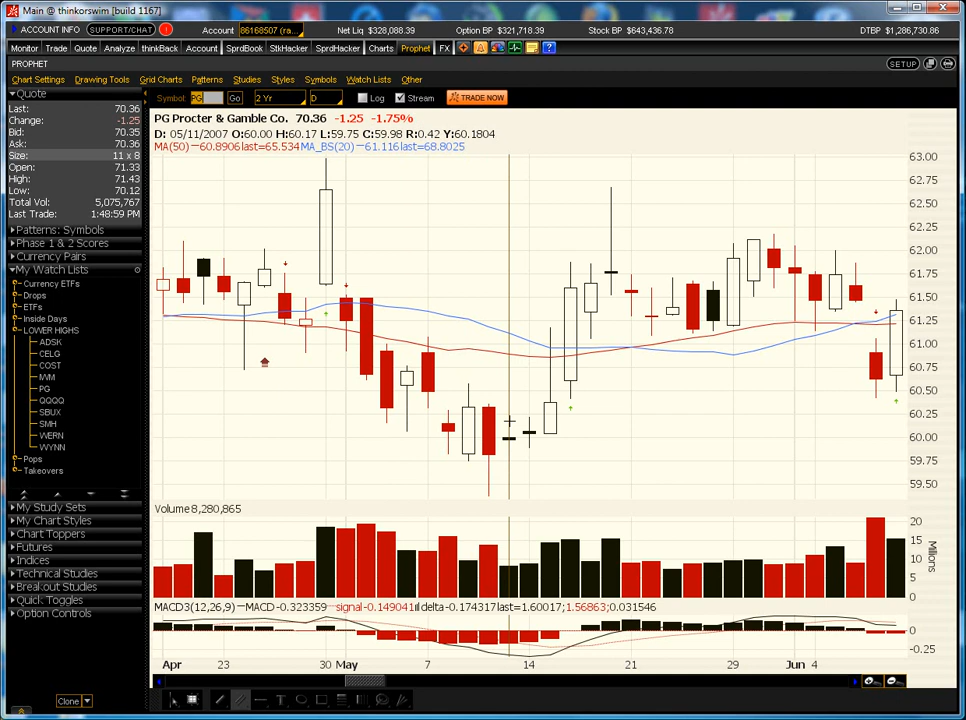 Main @ thinkorswim [build 1167]
ACCOUNT INFO SUPPORT/CHAT ! Account 86168507 (ra... Net Liq $328,088.39 Option BP $321,718.39 Stock BP $643,436.78 DTBP $1,286,730.86
Monitor Trade Quote Analyze thinkBack Account SprdBook StkHacker SprdHacker Charts Prophet FX ?
PROPHET SETUP
Chart Settings Drawing Tools Grid Charts Patterns Studies Styles Symbols Watch Lists Other
Quote
Symbol: PG Go 2 Yr D Log Stream TRADE NOW
Last: 70.36
Change: -1.25
Bid: 70.35
Ask: 70.36
Size: 11 x 8
Open: 71.33
High: 71.43
Low: 70.12
Total Vol: 5,075,767
Last Trade: 1:48:59 PM
Patterns: Symbols
Phase 1 & 2 Scores
Currency Pairs
My Watch Lists
Currency ETFs
Drops
ETFs
Inside Days
LOWER HIGHS
ADSK
CELG
COST
IWM
PG
QQQQ
SBUX
SMH
WERN
WYNN
Pops
Takeovers
My Study Sets
My Chart Styles
Chart Toppers
Futures
Indices
Technical Studies
Breakout Studies
Quick Toggles
Option Controls
Clone
PG Procter & Gamble Co. 70.36 -1.25 -1.75%
D: 05/11/2007 O:60.00 H:60.17 L:59.75 C:59.98 R:0.42 Y:60.1804
MA(50) 60.8906 last=65.534 MA_BS(20) 61.116 last=68.8025
63.00
62.75
62.50
62.25
62.00
61.75
61.50
61.25
61.00
60.75
60.50
60.25
60.00
59.75
59.50
Volume 8,280,865
20
15
10
5
0
Millions
MACD3(12,26,9) MACD-0.323359 signal-0.149041 delta-0.174317 last=1.60017;1.56863;0.031546
0
-0.25
Apr 23 30 May 7 14 21 29 Jun 4